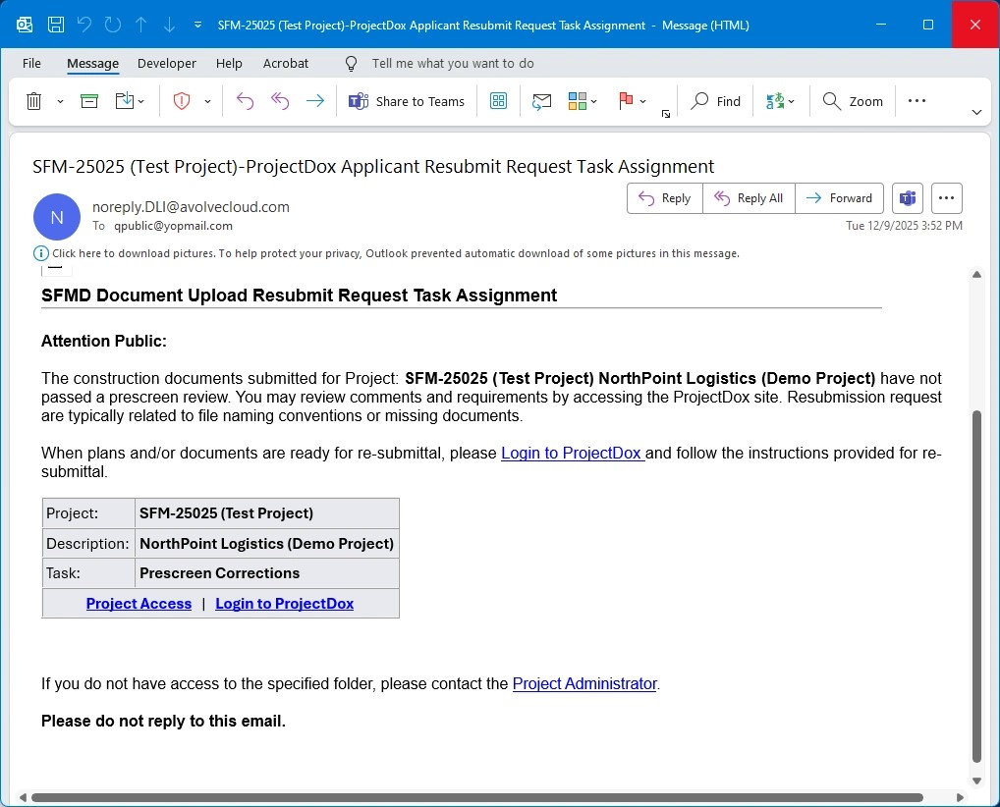 SFM-25025 (Test Project)-ProjectDox Applicant Resubmit Request Task Assignment - Message (HTML)
File Message Developer Help Acrobat Tell me what you want to do
Share to Teams Find Zoom
SFM-25025 (Test Project)-ProjectDox Applicant Resubmit Request Task Assignment
N
noreply.DLI@avolvecloud.com
To qpublic@yopmail.com
Reply Reply All Forward
Tue 12/9/2025 3:52 PM
Click here to download pictures. To help protect your privacy, Outlook prevented automatic download of some pictures in this message.
SFMD Document Upload Resubmit Request Task Assignment
Attention Public:
The construction documents submitted for Project: SFM-25025 (Test Project) NorthPoint Logistics (Demo Project) have not
passed a prescreen review. You may review comments and requirements by accessing the ProjectDox site. Resubmission request
are typically related to file naming conventions or missing documents.
When plans and/or documents are ready for re-submittal, please Login to ProjectDox and follow the instructions provided for re-
submittal.
Project: SFM-25025 (Test Project)
Description: NorthPoint Logistics (Demo Project)
Task: Prescreen Corrections
Project Access | Login to ProjectDox
If you do not have access to the specified folder, please contact the Project Administrator.
Please do not reply to this email.